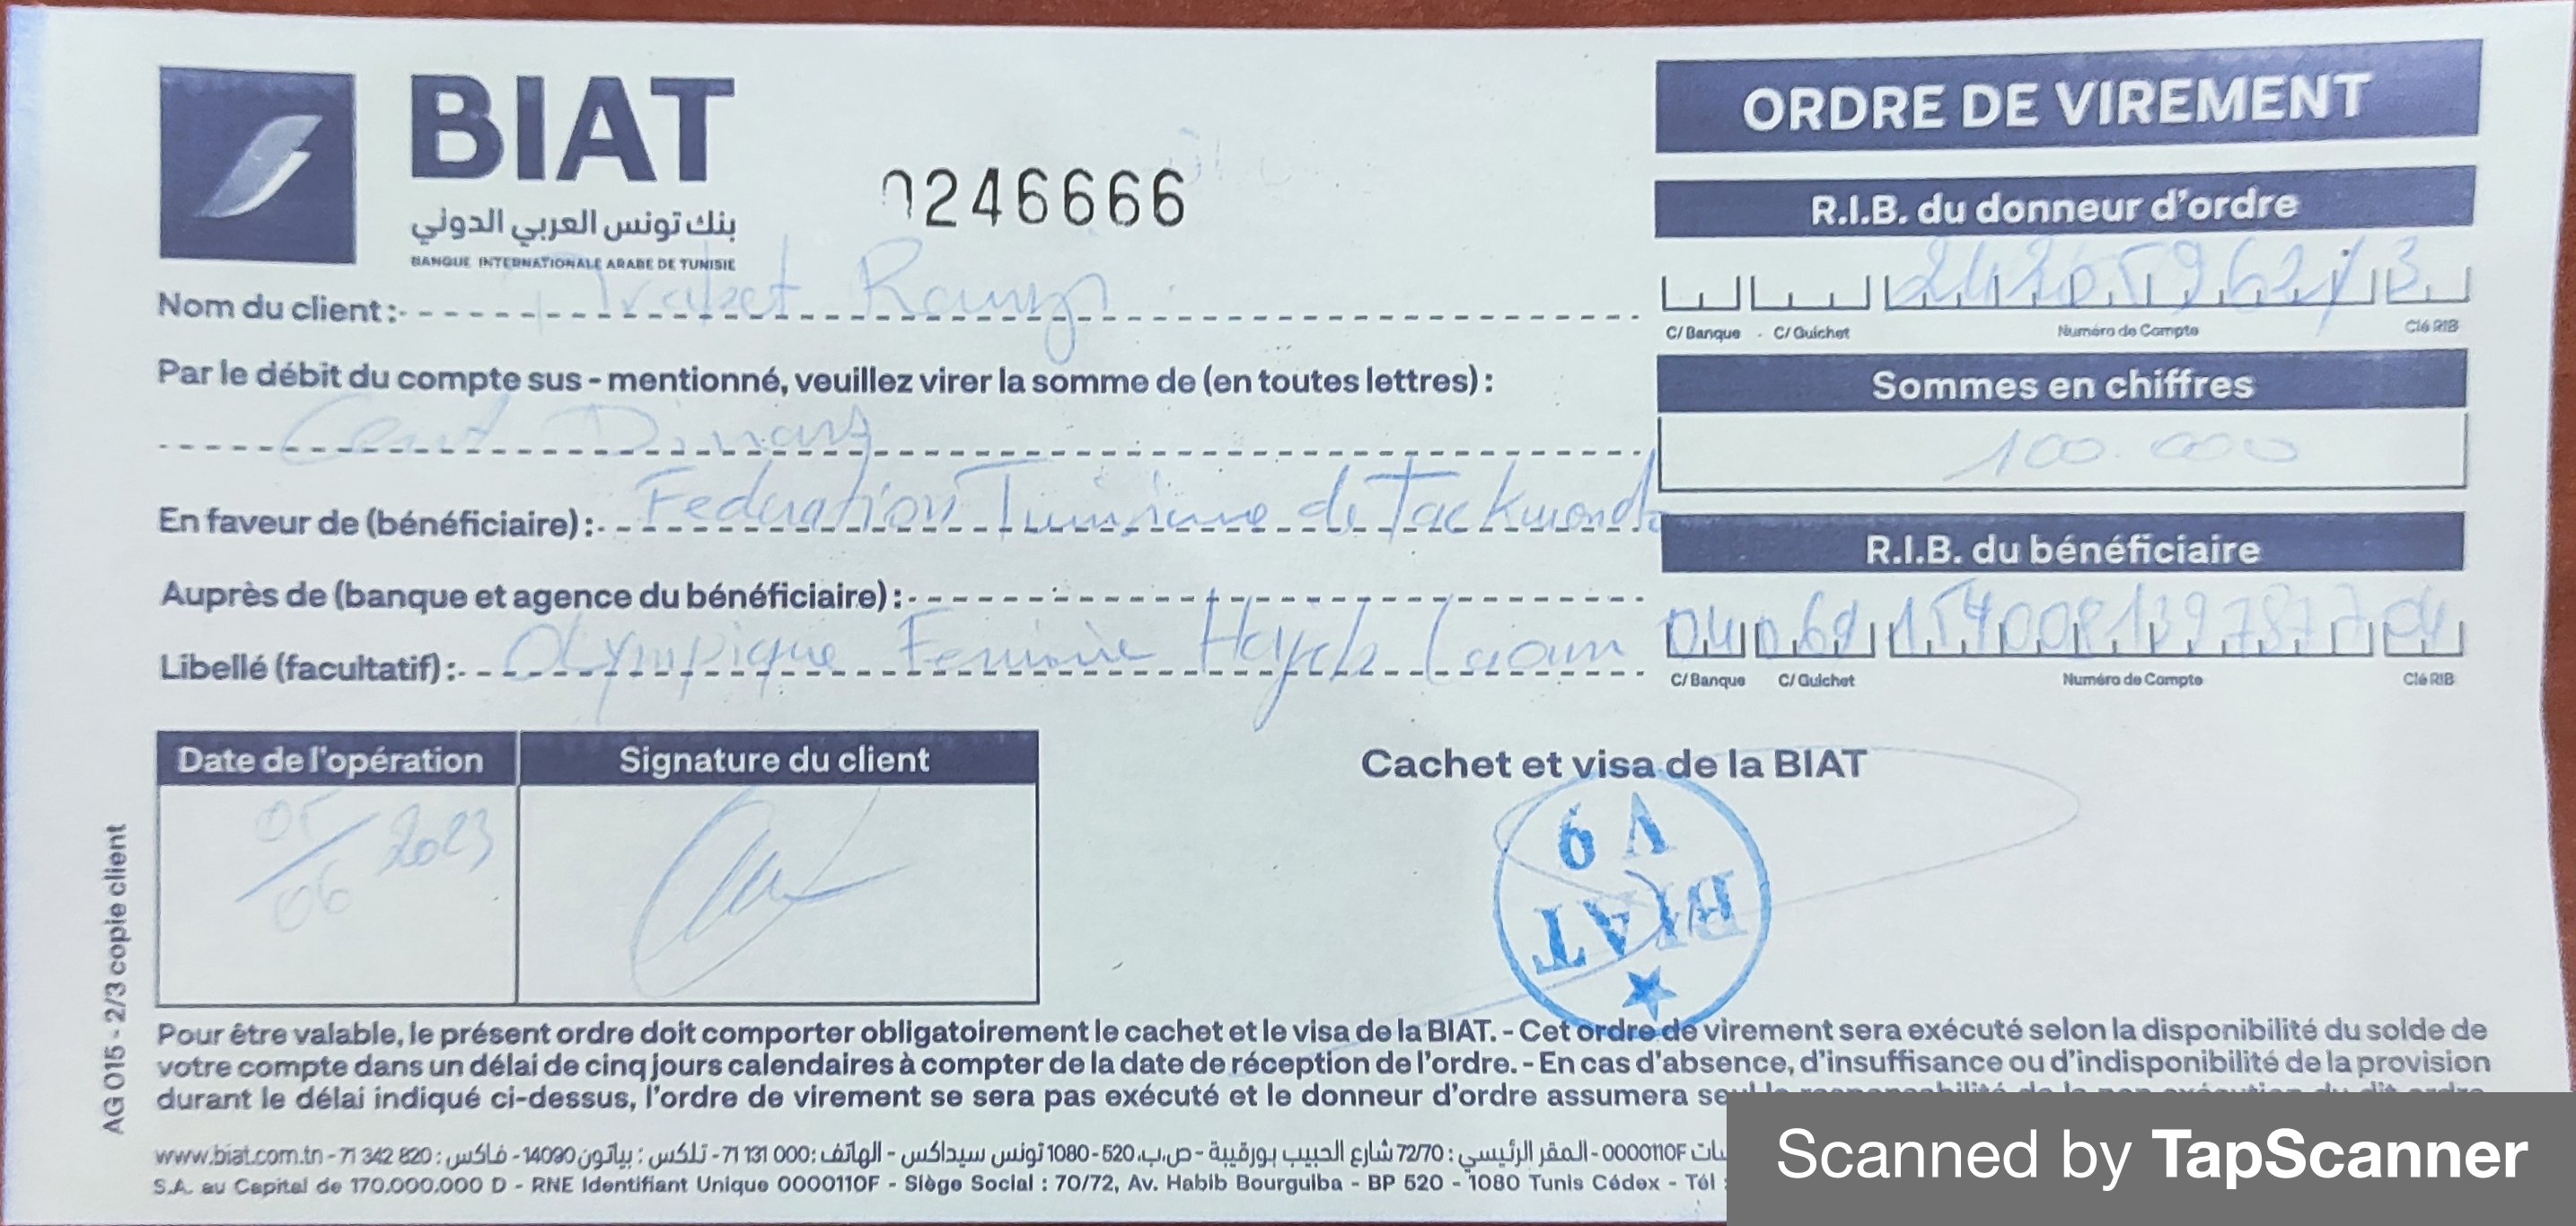 BIAT
بنك تونس العربي الدولي
BANQUE INTERNATIONALE ARABE DE TUNISIE
0246666
ORDRE DE VIREMENT
R.I.B. du donneur d'ordre
C/Banque C/Guichet Numéro de Compte Clé RIB
Nom du client :
Par le débit du compte sus - mentionné, veuillez virer la somme de (en toutes lettres) :
Cent Dinars
Sommes en chiffres
100.000
En faveur de (bénéficiaire) : Federation Tunisienne de Taekwondo
R.I.B. du bénéficiaire
Auprès de (banque et agence du bénéficiaire) :
Libellé (facultatif) : Olympique Feminine
C/Banque C/Guichet Numéro de Compte Clé RIB
Date de l'opération
Signature du client
05/06 2023
Cachet et visa de la BIAT
V 9
BIAT
AG 015 - 2/3 copie client
Pour être valable, le présent ordre doit comporter obligatoirement le cachet et le visa de la BIAT. - Cet ordre de virement sera exécuté selon la disponibilité du solde de
votre compte dans un délai de cinq jours calendaires à compter de la date de réception de l'ordre. - En cas d'absence, d'insuffisance ou d'indisponibilité de la provision
durant le délai indiqué ci-dessus, l'ordre de virement se sera pas exécuté et le donneur d'ordre assumera
0000110F - المقر الرئيسي : 72/70 شارع الحبيب بورقيبة - ص.ب. 520 - 1080 تونس سيداكس - الهاتف : 71 131 000 - تلكس : بياتون 14090 - فاكس : 71 342 820 - www.biat.com.tn
S.A. au Capital de 170.000.000 D - RNE Identifiant Unique 0000110F - Siège Social : 70/72, Av. Habib Bourguiba - BP 520 - 1080 Tunis Cédex - Tél :
Scanned by TapScanner